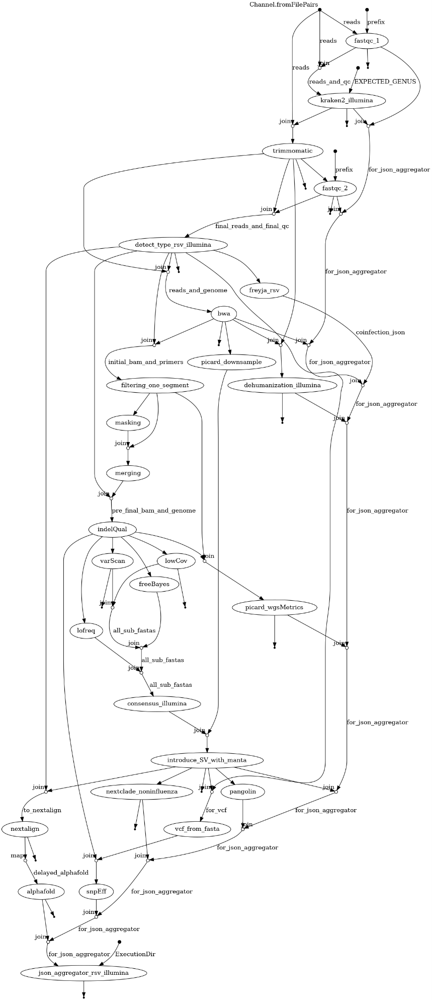 Channel.fromFilePairs
reads
prefix
fastqc_1
reads
join
reads
reads_and_qc
EXPECTED_GENUS
kraken2_illumina
join
join
trimmomatic
prefix
for_json_aggregator
fastqc_2
join
join
final_reads_and_final_qc
detect_type_rsv_illumina
join
for_json_aggregator
reads_and_genome
freyja_rsv
bwa
coinfection_json
join
join
join
initial_bam_and_primers
picard_downsample
for_json_aggregator
join
filtering_one_segment
dehumanization_illumina
for_json_aggregator
masking
join
join
merging
join
pre_final_bam_and_genome
for_json_aggregator
indelQual
varScan
lowCov
join
freeBayes
join
picard_wgsMetrics
lofreq
all_sub_fastas
join
join
all_sub_fastas
join
all_sub_fastas
consensus_illumina
for_json_aggregator
join
introduce_SV_with_manta
join
nextclade_noninfluenza
join
pangolin
join
to_nextalign
for_vcf
for_json_aggregator
nextalign
vcf_from_fasta
join
for_json_aggregator
map
join
join
delayed_alphafold
alphafold
snpEff
for_json_aggregator
join
for_json_aggregator
join
for_json_aggregator
ExecutionDir
json_aggregator_rsv_illumina